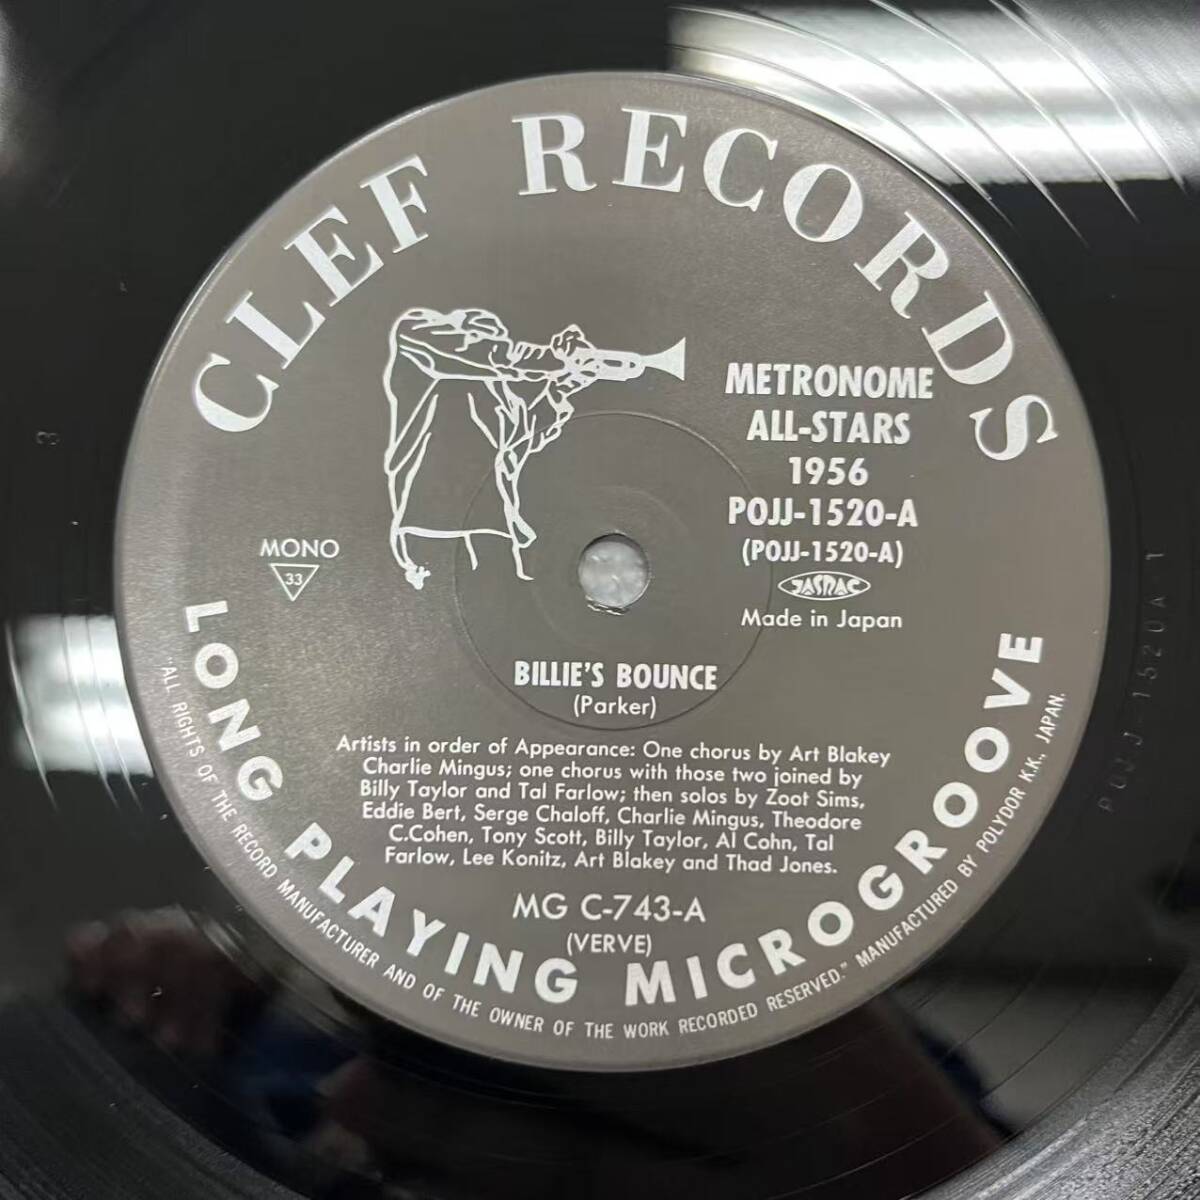 CLEF RECORDS
METRONOME
ALL-STARS
1956
POJJ-1520-A
(POJJ-1520-A)
JASRAC
Made in Japan
MONO
33
BILLIE'S BOUNCE
(Parker)
Artists in order of Appearance: One chorus by Art Blakey
Charlie Mingus; one chorus with those two joined by
Billy Taylor and Tal Farlow; then solos by Zoot Sims,
Eddie Bert, Serge Chaloff, Charlie Mingus, Theodore
C.Cohen, Tony Scott, Billy Taylor, Al Cohn, Tal
Farlow, Lee Konitz, Art Blakey and Thad Jones.
MG C-743-A
(VERVE)
LONG PLAYING MICROGROOVE
"ALL RIGHTS OF THE RECORD MANUFACTURER AND OF THE OWNER OF THE WORK RECORDED RESERVED." MANUFACTURED BY POLYDOR K.K., JAPAN.
POJJ-1520A 1
3